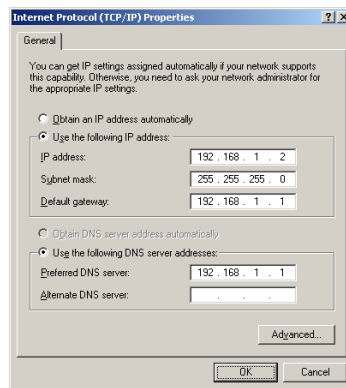 Internet Protocol (TCP/IP) Properties
General
You can get IP settings assigned automatically if your network supports
this capability. Otherwise, you need to ask your network administrator for
the appropriate IP settings.
Obtain an IP address automatically
Use the following IP address:
IP address: 192 . 168 . 1 . 2
Subnet mask: 255 . 255 . 255 . 0
Default gateway: 192 . 168 . 1 . 1
Obtain DNS server address automatically
Use the following DNS server addresses:
Preferred DNS server: 192 . 168 . 1 . 1
Alternate DNS server: . . .
Advanced...
OK Cancel